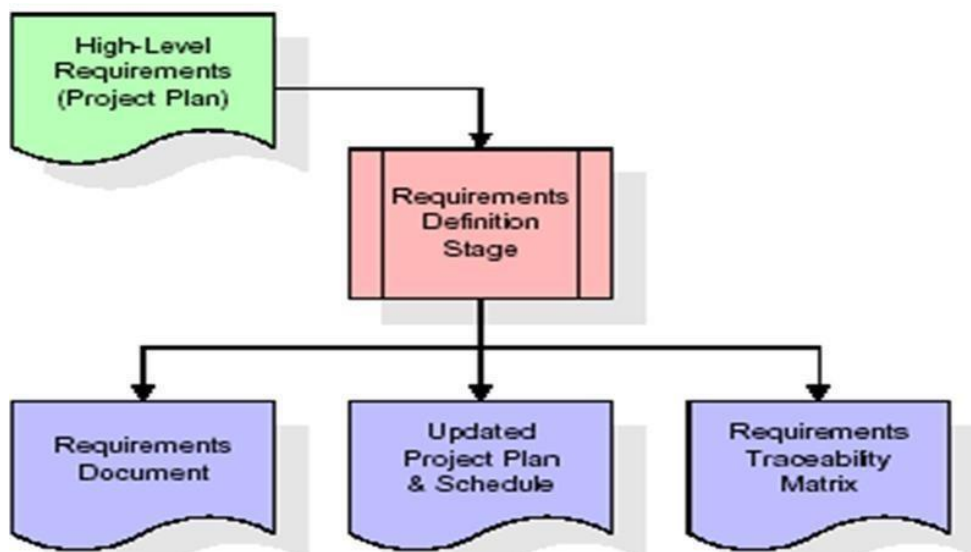 High-Level
Requirements
(Project Plan)
Requirements
Definition
Stage
Requirements
Document
Updated
Project Plan
& Schedule
Requirements
Traceability
Matrix